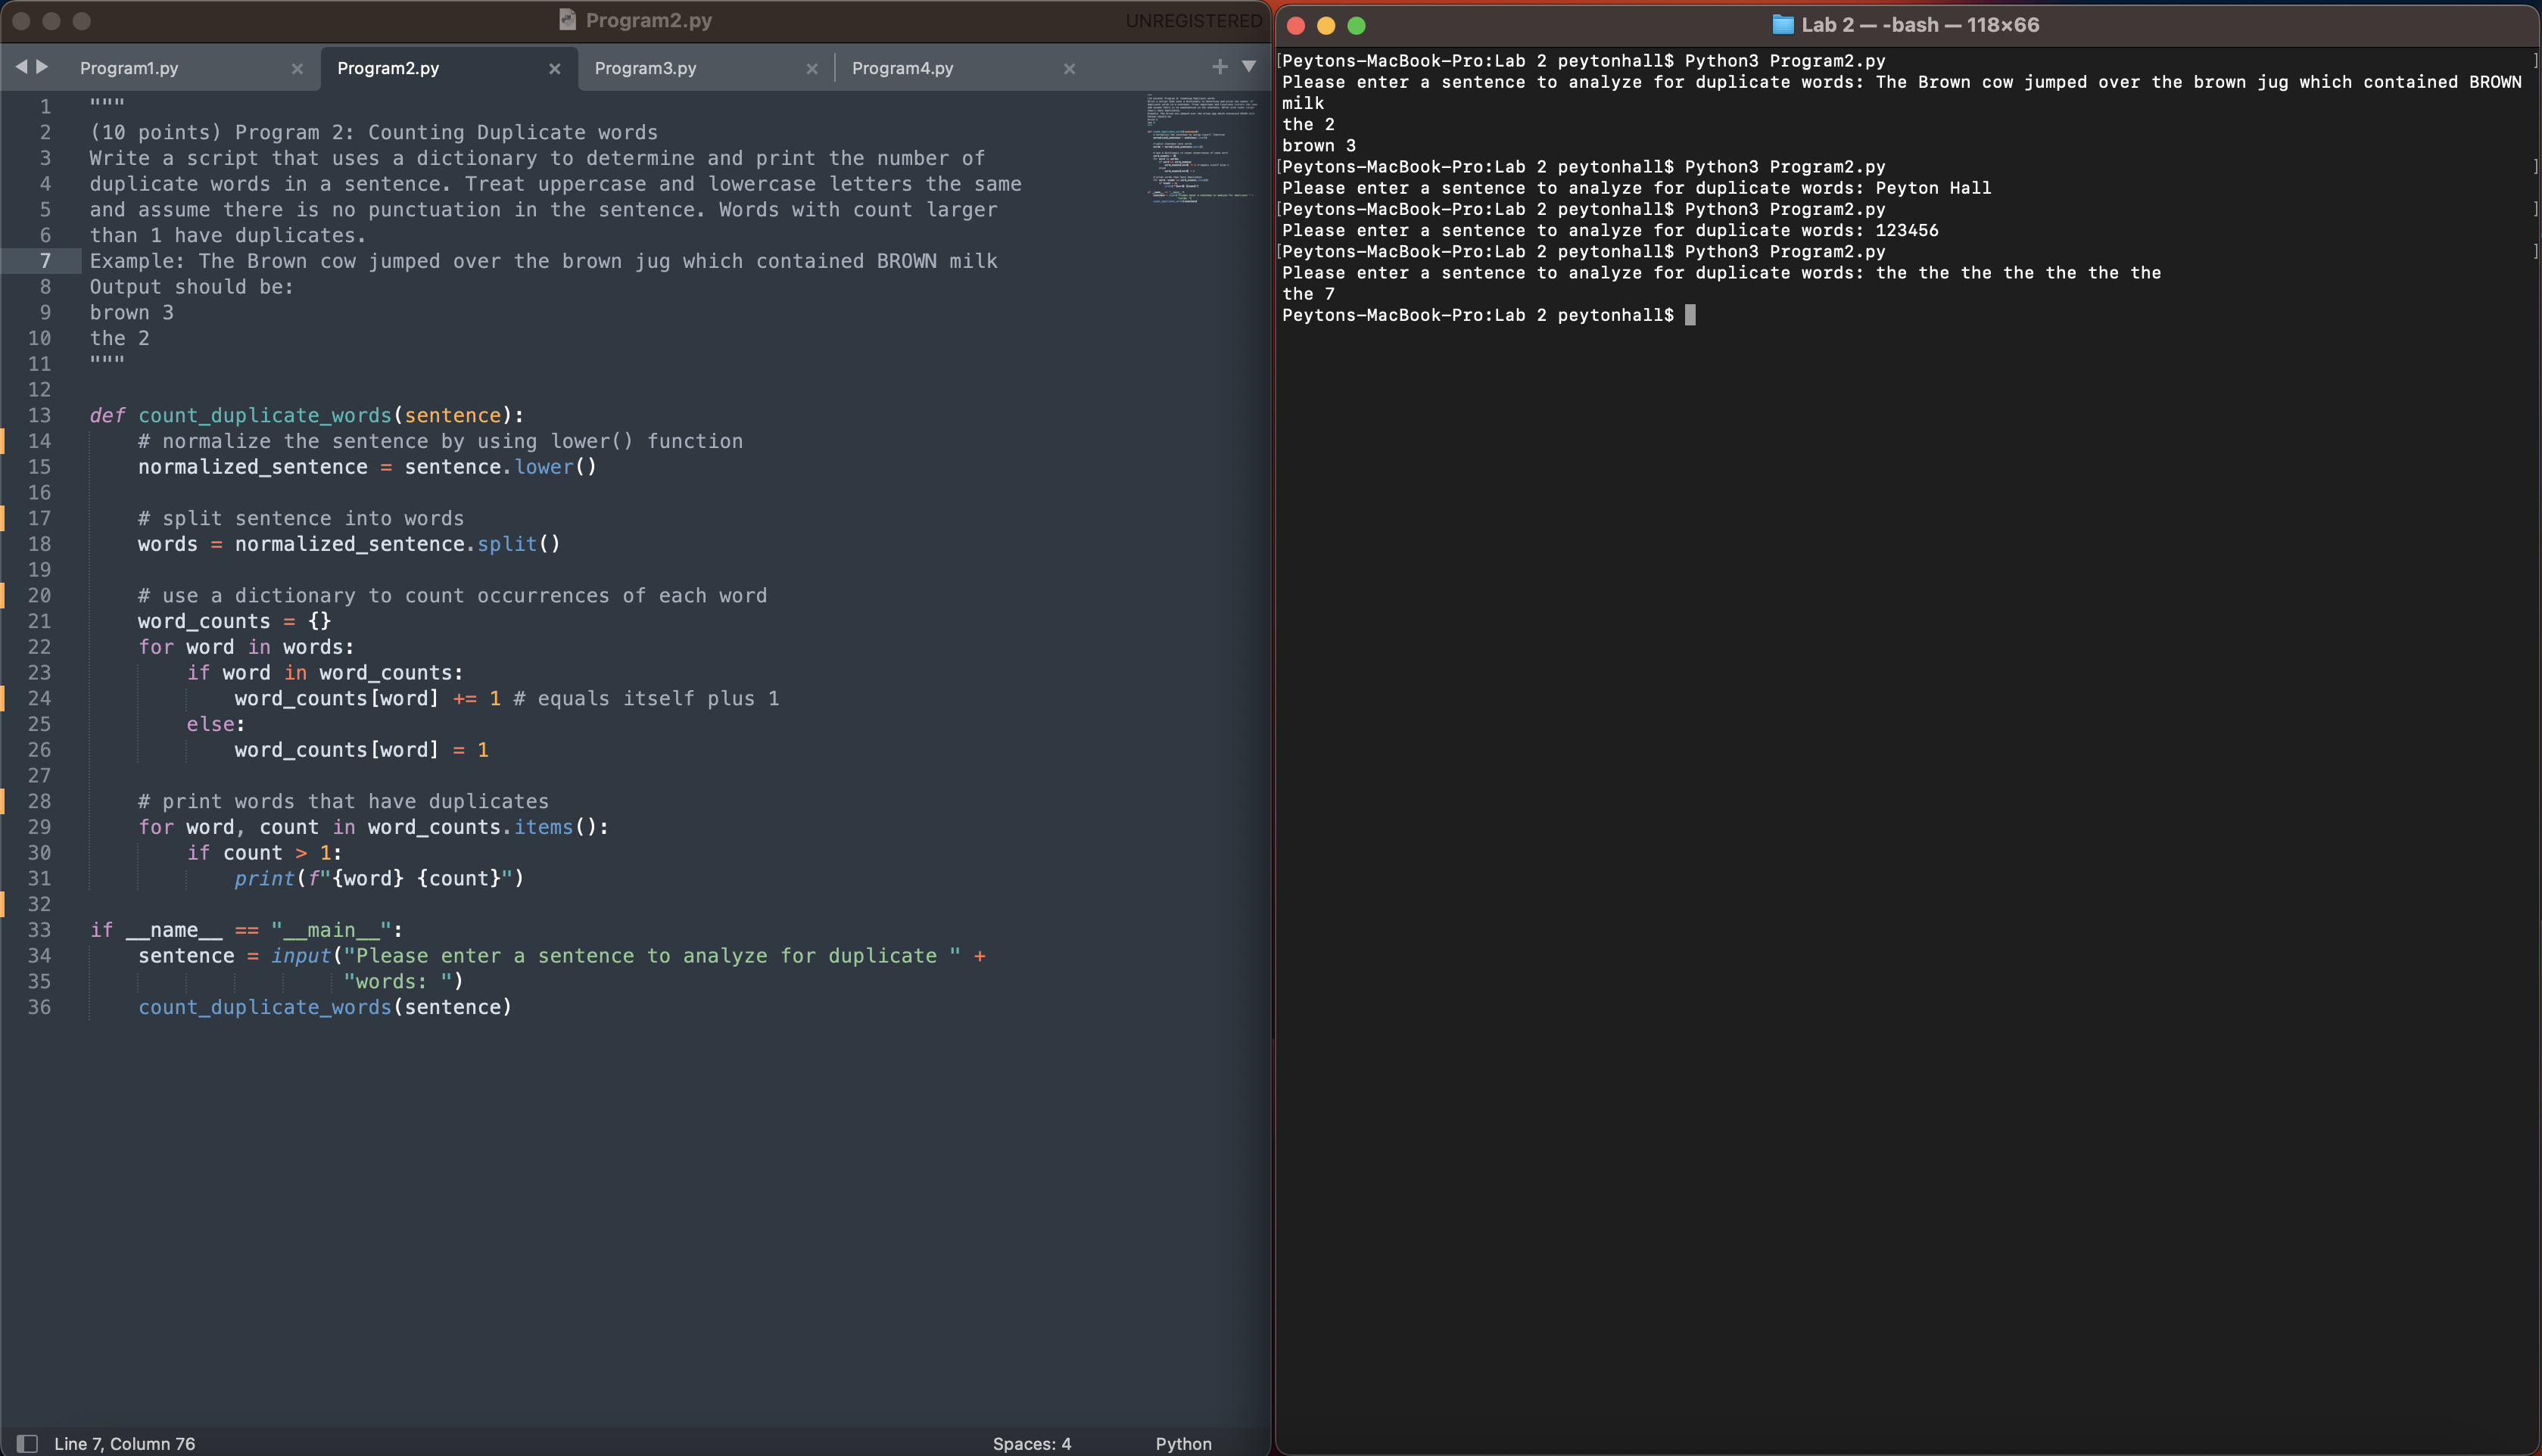 Program2.py
UNREGISTERED
Program1.py
Program2.py
Program3.py
Program4.py
1 """
2 (10 points) Program 2: Counting Duplicate words
3 Write a script that uses a dictionary to determine and print the number of
4 duplicate words in a sentence. Treat uppercase and lowercase letters the same
5 and assume there is no punctuation in the sentence. Words with count larger
6 than 1 have duplicates.
7 Example: The Brown cow jumped over the brown jug which contained BROWN milk
8 Output should be:
9 brown 3
10 the 2
11 """
12
13 def count_duplicate_words(sentence):
14     # normalize the sentence by using lower() function
15     normalized_sentence = sentence.lower()
16
17     # split sentence into words
18     words = normalized_sentence.split()
19
20     # use a dictionary to count occurrences of each word
21     word_counts = {}
22     for word in words:
23         if word in word_counts:
24             word_counts[word] += 1 # equals itself plus 1
25         else:
26             word_counts[word] = 1
27
28     # print words that have duplicates
29     for word, count in word_counts.items():
30         if count > 1:
31             print(f"{word} {count}")
32
33 if __name__ == "__main__":
34     sentence = input("Please enter a sentence to analyze for duplicate " +
35                      "words: ")
36     count_duplicate_words(sentence)
Line 7, Column 76
Spaces: 4
Python
Lab 2 — -bash — 118×66
[Peytons-MacBook-Pro:Lab 2 peytonhall$ Python3 Program2.py ]
Please enter a sentence to analyze for duplicate words: The Brown cow jumped over the brown jug which contained BROWN
milk
the 2
brown 3
[Peytons-MacBook-Pro:Lab 2 peytonhall$ Python3 Program2.py ]
Please enter a sentence to analyze for duplicate words: Peyton Hall
[Peytons-MacBook-Pro:Lab 2 peytonhall$ Python3 Program2.py ]
Please enter a sentence to analyze for duplicate words: 123456
[Peytons-MacBook-Pro:Lab 2 peytonhall$ Python3 Program2.py ]
Please enter a sentence to analyze for duplicate words: the the the the the the the
the 7
Peytons-MacBook-Pro:Lab 2 peytonhall$